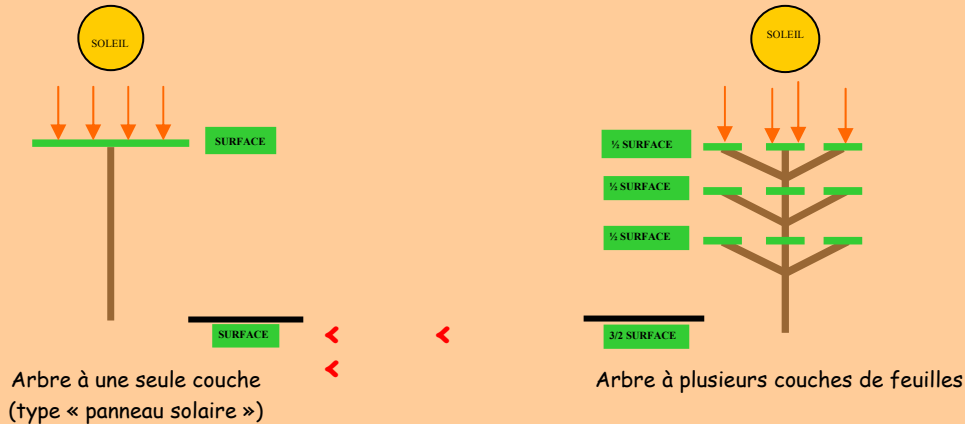 SOLEIL
SURFACE
SURFACE
<
<
<
Arbre à une seule couche
(type « panneau solaire »)
SOLEIL
½ SURFACE
½ SURFACE
½ SURFACE
3/2 SURFACE
Arbre à plusieurs couches de feuilles